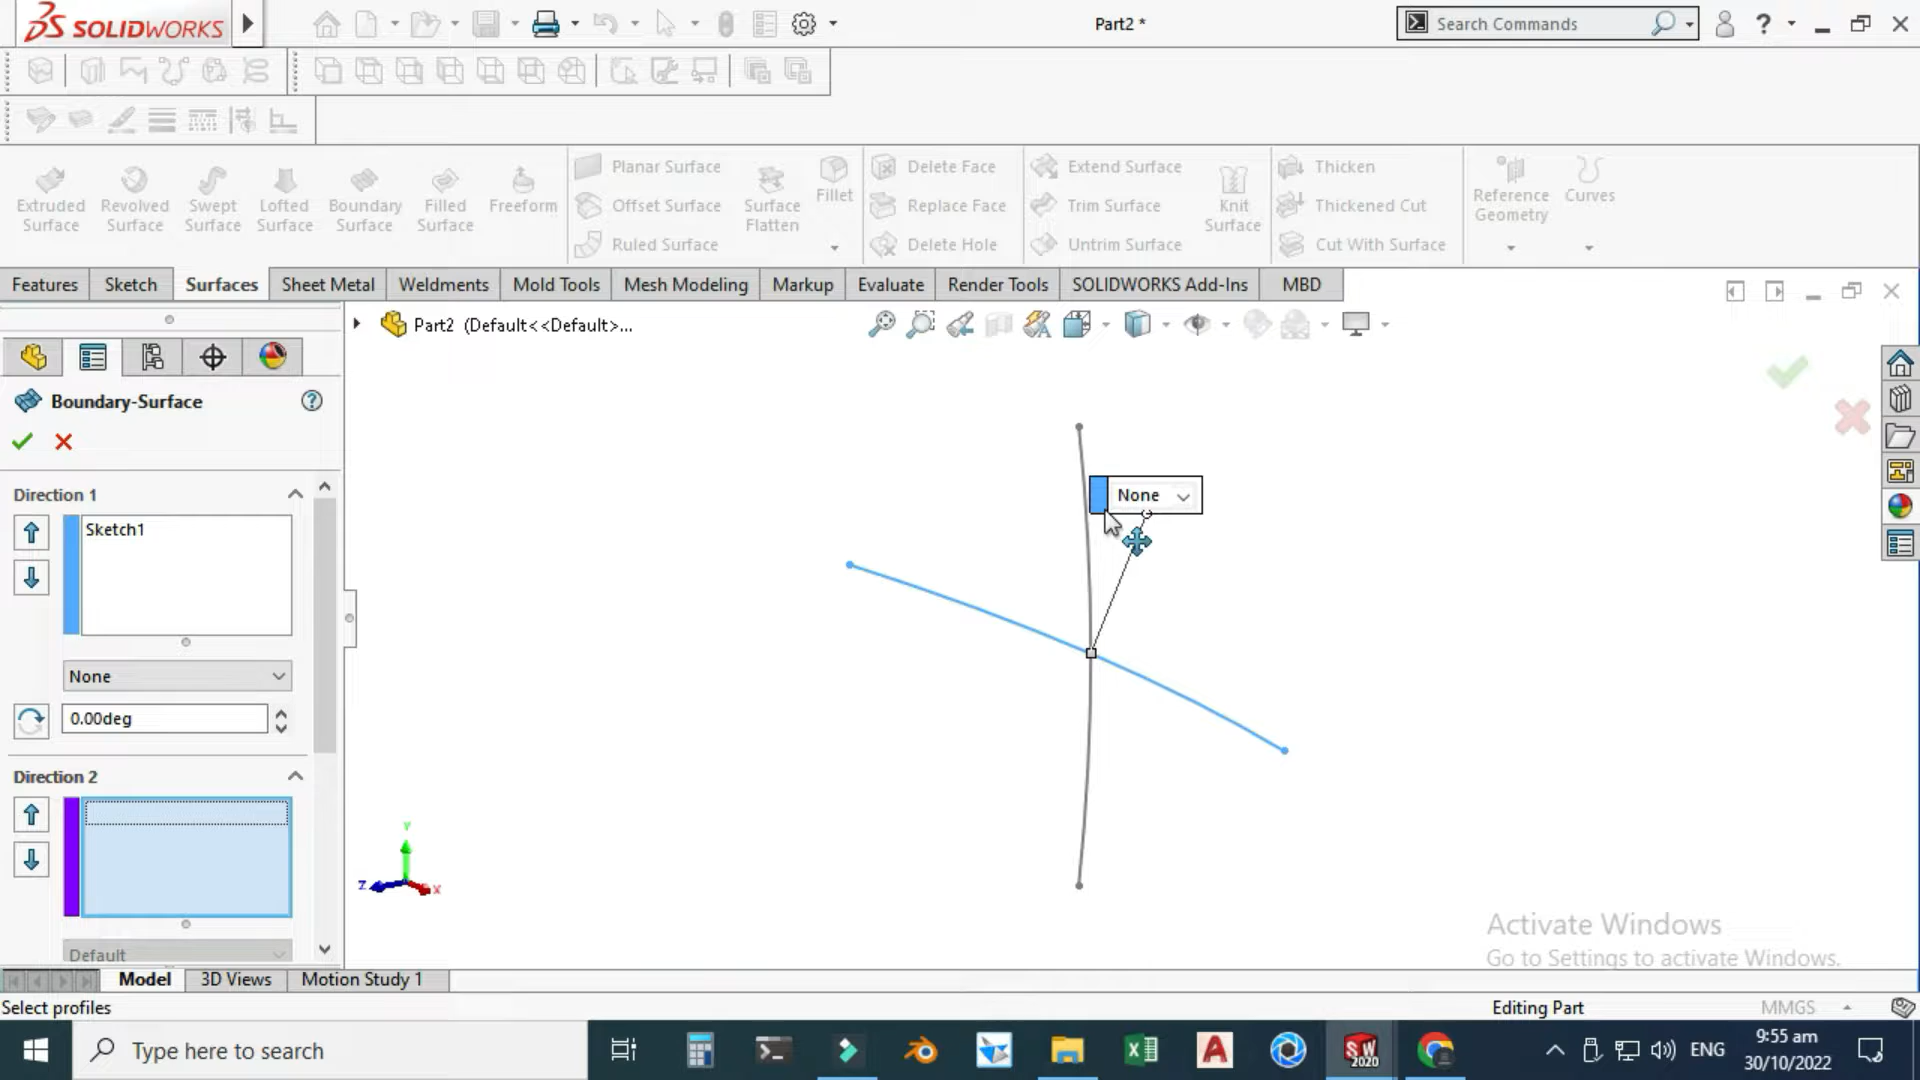 SOLIDWORKS
Part2 *
Search Commands
Extruded Surface
Revolved Surface
Swept Surface
Lofted Surface
Boundary Surface
Filled Surface
Freeform
Planar Surface
Offset Surface
Ruled Surface
Surface Flatten
Fillet
Delete Face
Replace Face
Delete Hole
Extend Surface
Trim Surface
Untrim Surface
Knit Surface
Thicken
Thickened Cut
Cut With Surface
Reference Geometry
Curves
Features
Sketch
Surfaces
Sheet Metal
Weldments
Mold Tools
Mesh Modeling
Markup
Evaluate
Render Tools
SOLIDWORKS Add-Ins
MBD
Part2 (Default<<Default>...
Boundary-Surface
Direction 1
Sketch1
None
0.00deg
Direction 2
Default
None
Y
Z
X
Activate Windows
Go to Settings to activate Windows.
Model
3D Views
Motion Study 1
Select profiles
Editing Part
MMGS
Type here to search
SW
2020
ENG
9:55 am
30/10/2022